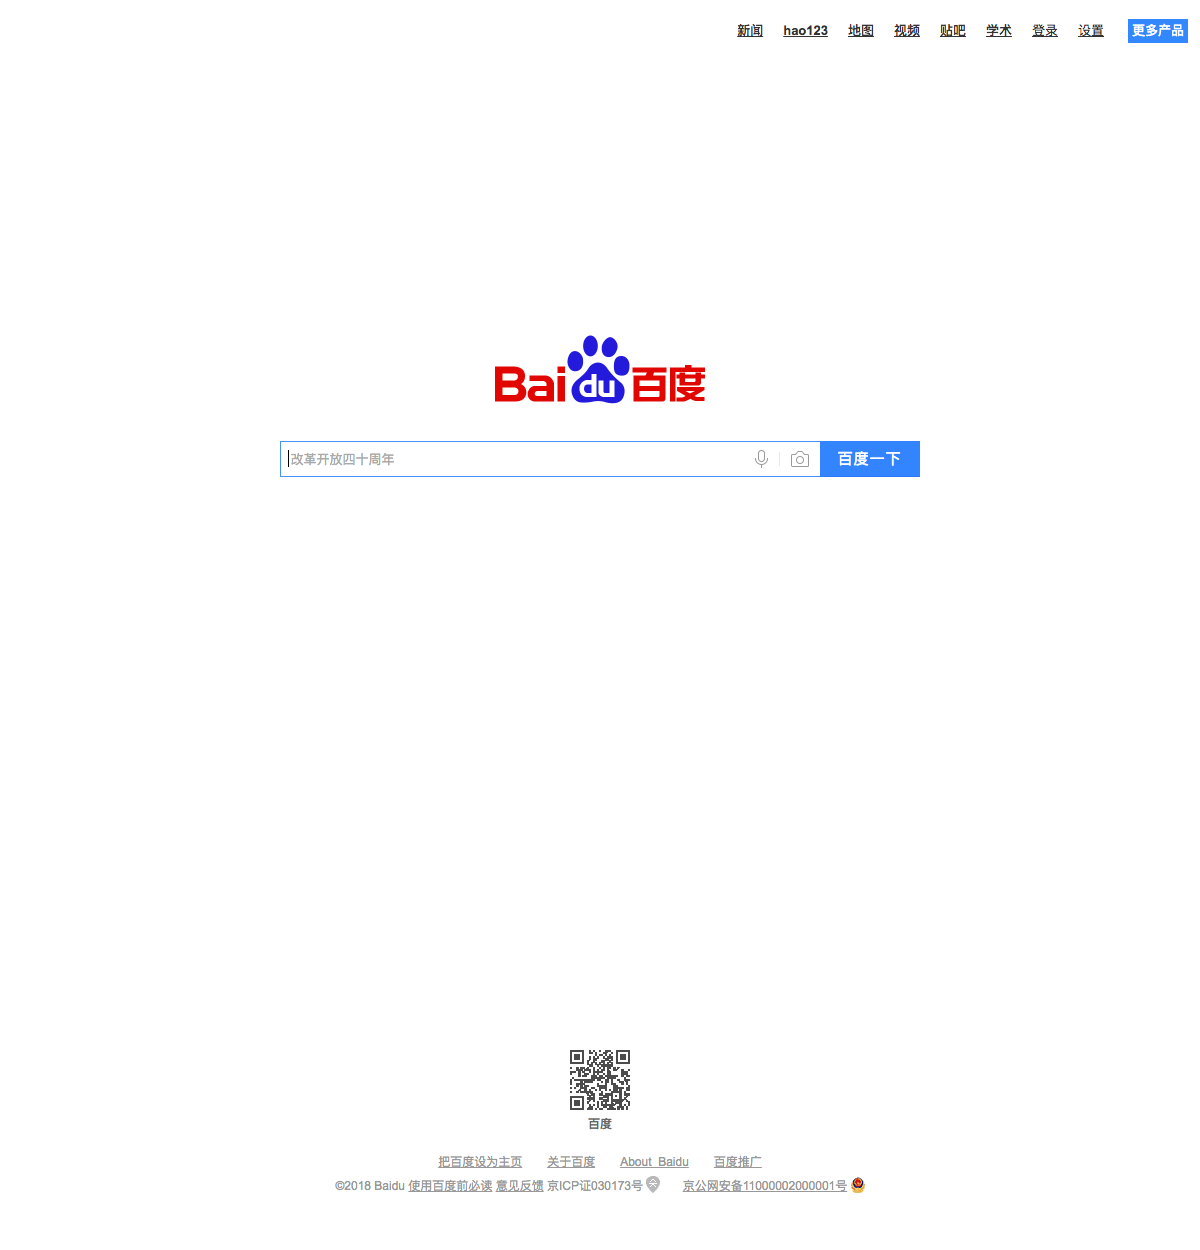 新闻 hao123 地图 视频 贴吧 学术 登录 设置 更多产品
Baidu百度
改革开放四十周年 百度一下
百度
把百度设为主页 关于百度 About Baidu 百度推广
©2018 Baidu 使用百度前必读 意见反馈 京ICP证030173号 京公网安备11000002000001号